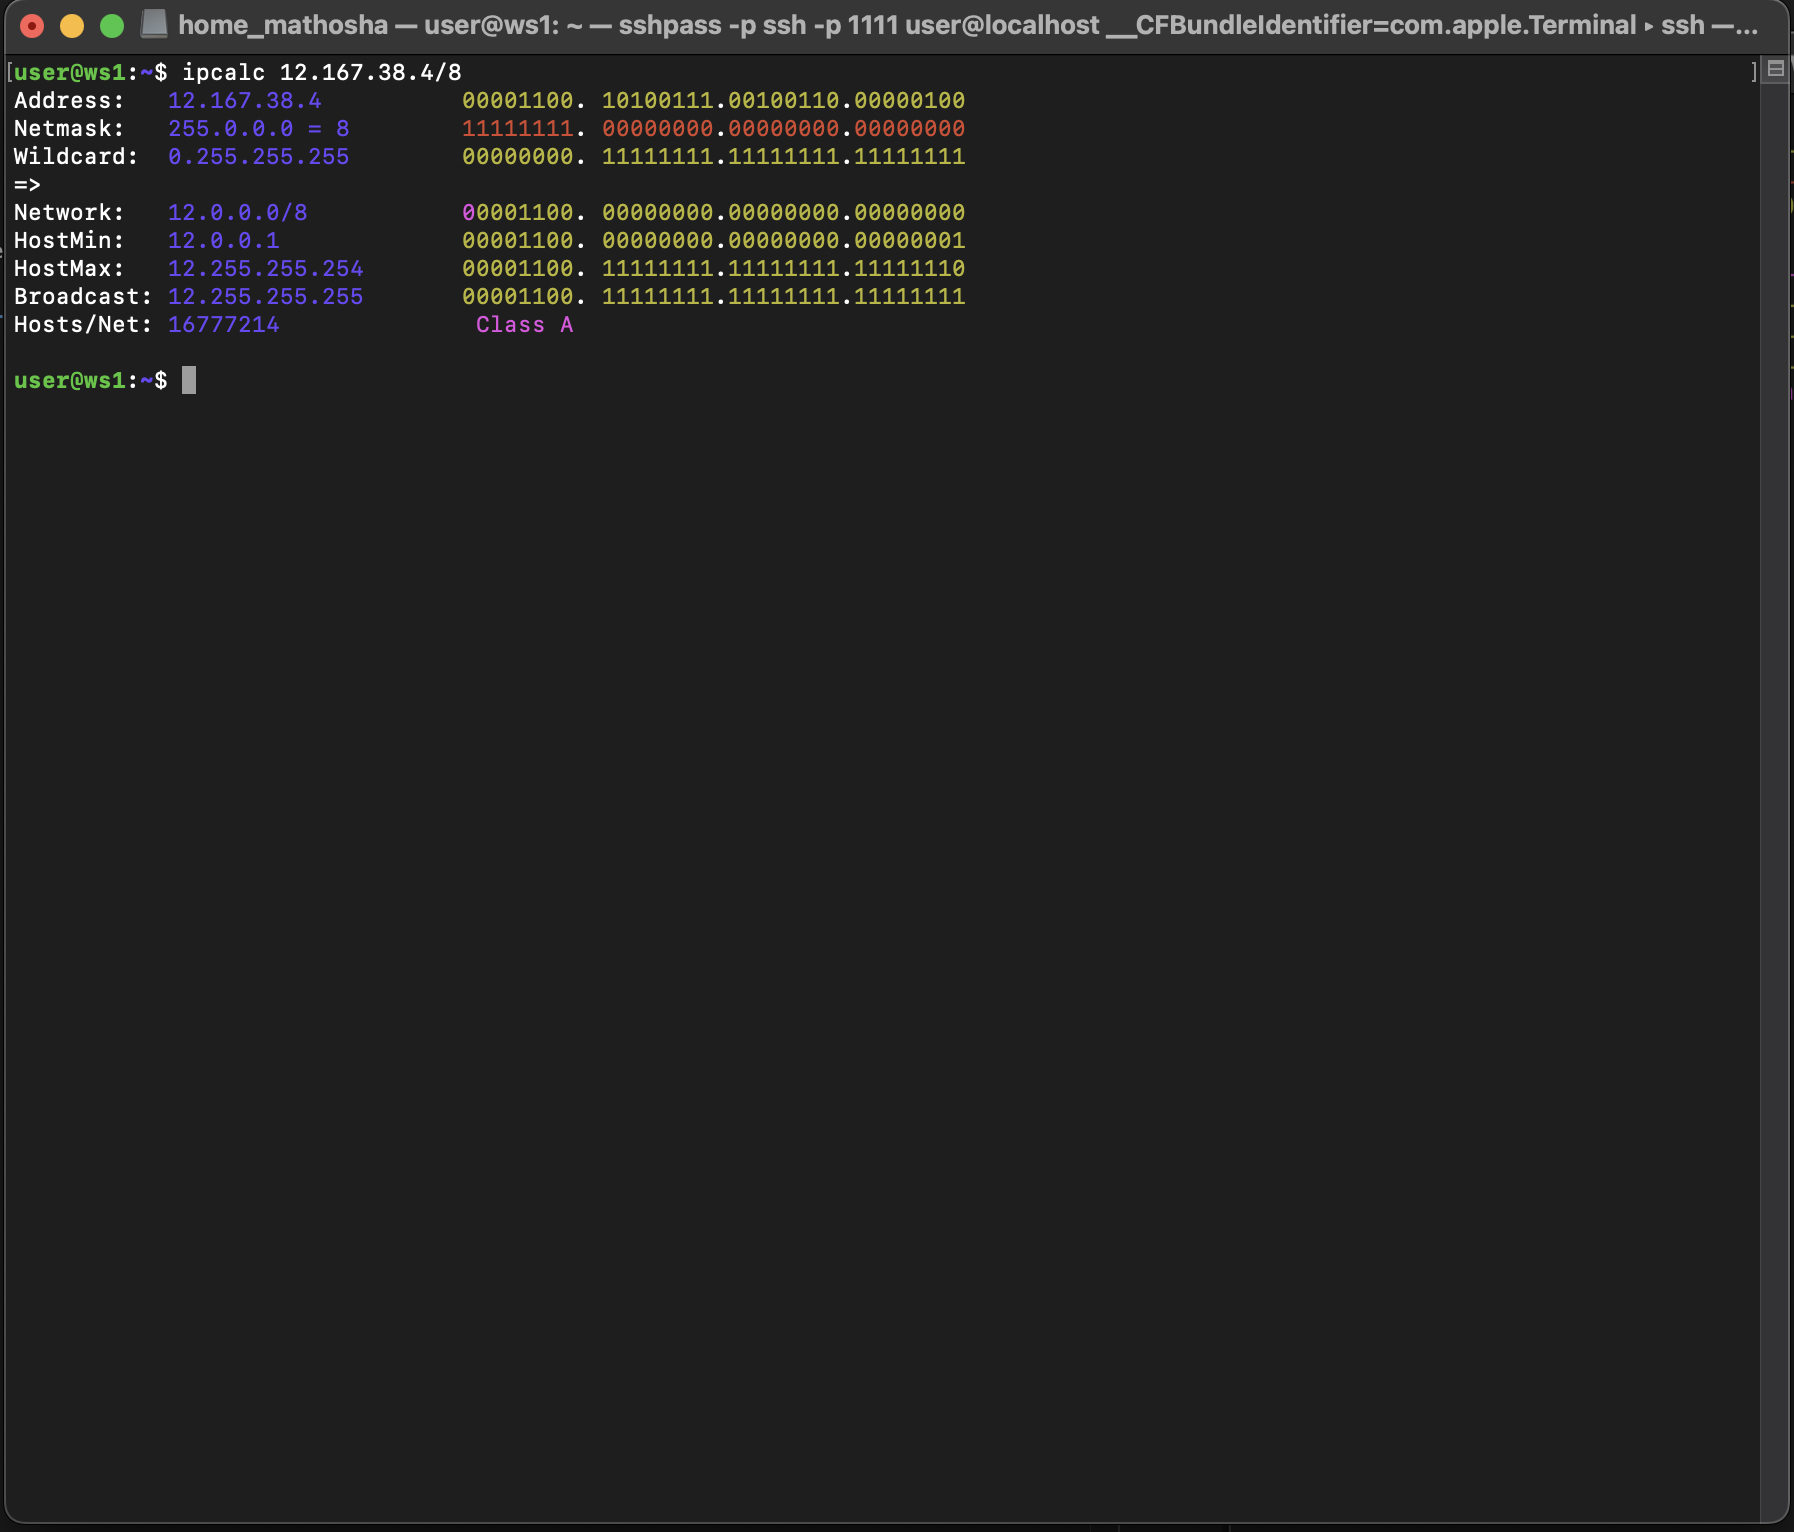 home_mathosha — user@ws1: ~ — sshpass -p ssh -p 1111 user@localhost __CFBundleIdentifier=com.apple.Terminal ▸ ssh —...
[user@ws1:~$ ipcalc 12.167.38.4/8 ]
Address:   12.167.38.4          00001100. 10100111.00100110.00000100
Netmask:   255.0.0.0 = 8        11111111. 00000000.00000000.00000000
Wildcard:  0.255.255.255        00000000. 11111111.11111111.11111111
=>
Network:   12.0.0.0/8           00001100. 00000000.00000000.00000000
HostMin:   12.0.0.1             00001100. 00000000.00000000.00000001
HostMax:   12.255.255.254       00001100. 11111111.11111111.11111110
Broadcast: 12.255.255.255       00001100. 11111111.11111111.11111111
Hosts/Net: 16777214              Class A
user@ws1:~$